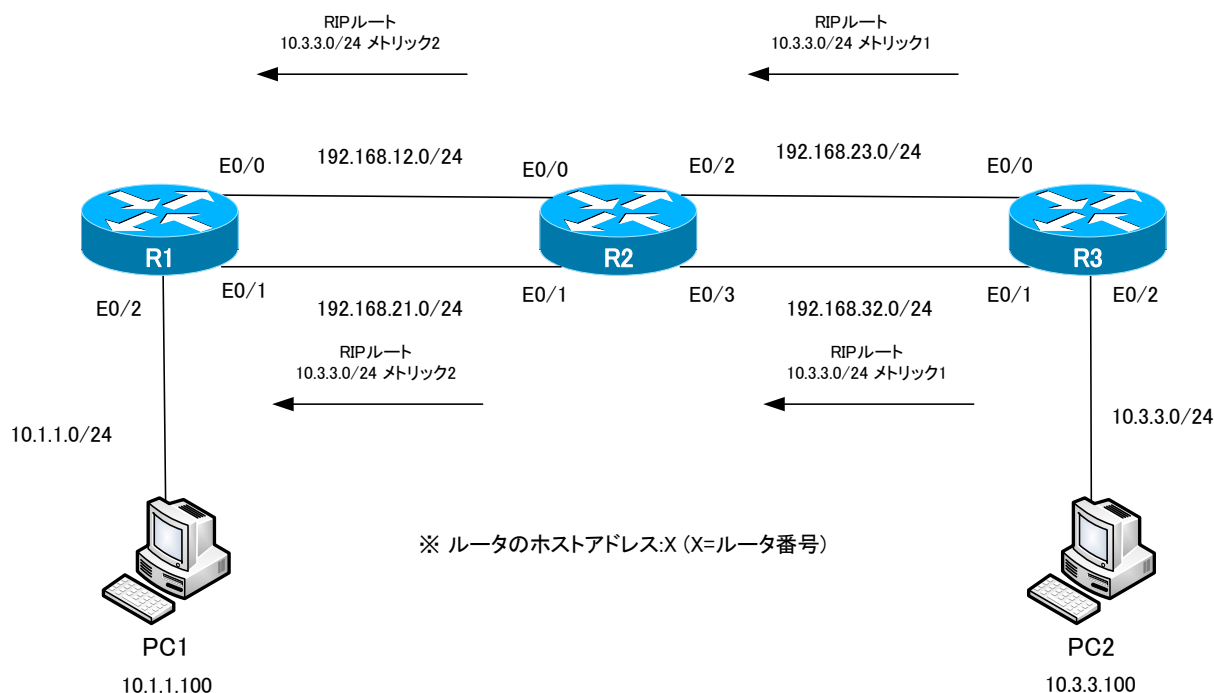 RIPルート
10.3.3.0/24 メトリック2
RIPルート
10.3.3.0/24 メトリック1
E0/0
192.168.12.0/24
E0/0
E0/2
192.168.23.0/24
E0/0
R1
R2
R3
E0/2
E0/1
192.168.21.0/24
E0/1
E0/3
192.168.32.0/24
E0/1
E0/2
RIPルート
10.3.3.0/24 メトリック2
RIPルート
10.3.3.0/24 メトリック1
10.1.1.0/24
10.3.3.0/24
※ ルータのホストアドレス:X (X=ルータ番号)
PC1
10.1.1.100
PC2
10.3.3.100